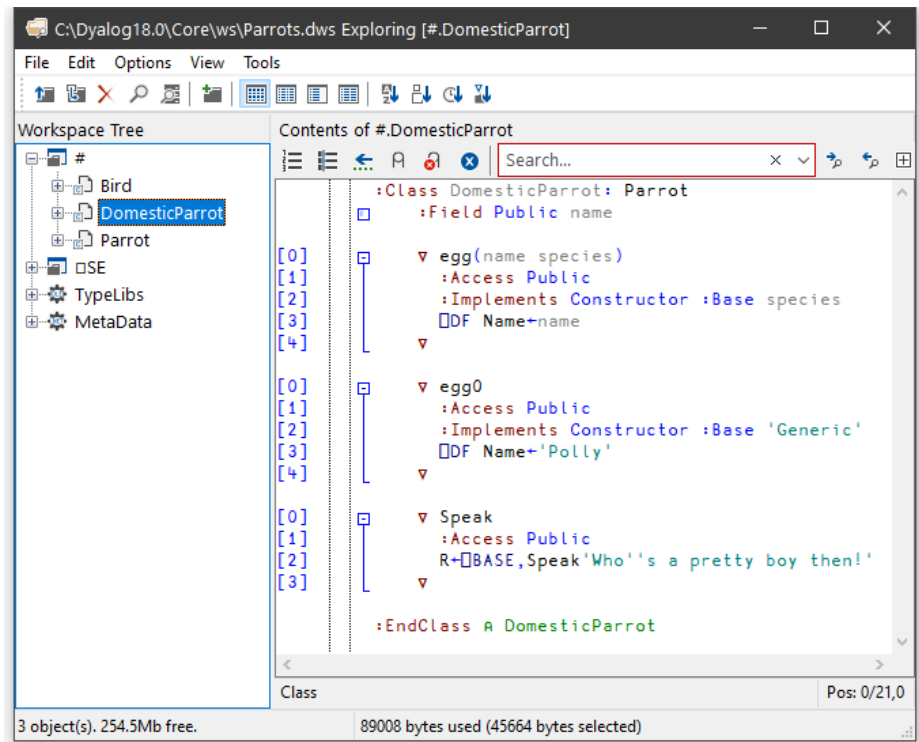 C:\Dyalog18.0\Core\ws\Parrots.dws Exploring [#.DomesticParrot]
File Edit Options View Tools
Workspace Tree
#
Bird
DomesticParrot
Parrot
⎕SE
TypeLibs
MetaData
Contents of #.DomesticParrot
Search...
:Class DomesticParrot: Parrot
:Field Public name
[0] ∇ egg(name species)
[1] :Access Public
[2] :Implements Constructor :Base species
[3] ⎕DF Name←name
[4] ∇
[0] ∇ egg0
[1] :Access Public
[2] :Implements Constructor :Base 'Generic'
[3] ⎕DF Name←'Polly'
[4] ∇
[0] ∇ Speak
[1] :Access Public
[2] R←⎕BASE,Speak'Who''s a pretty boy then!'
[3] ∇
:EndClass ⍝ DomesticParrot
Class Pos: 0/21,0
3 object(s). 254.5Mb free. 89008 bytes used (45664 bytes selected)